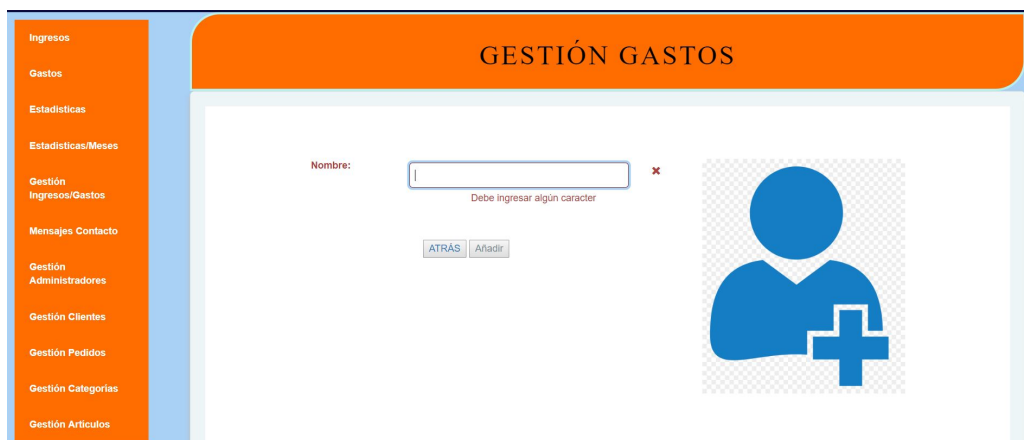 Ingresos
Gastos
Estadisticas
Estadisticas/Meses
Gestión
Ingresos/Gastos
Mensajes Contacto
Gestión
Administradores
Gestión Clientes
Gestión Pedidos
Gestión Categorías
Gestión Articulos
GESTIÓN GASTOS
Nombre:
Debe ingresar algún caracter
ATRÁS Añadir